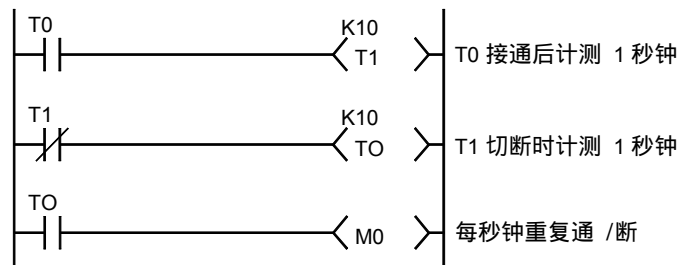 T0
K10
T1
T0 接通后计测 1 秒钟
T1
K10
TO
T1 切断时计测 1 秒钟
TO
M0
每秒钟重复通 /断